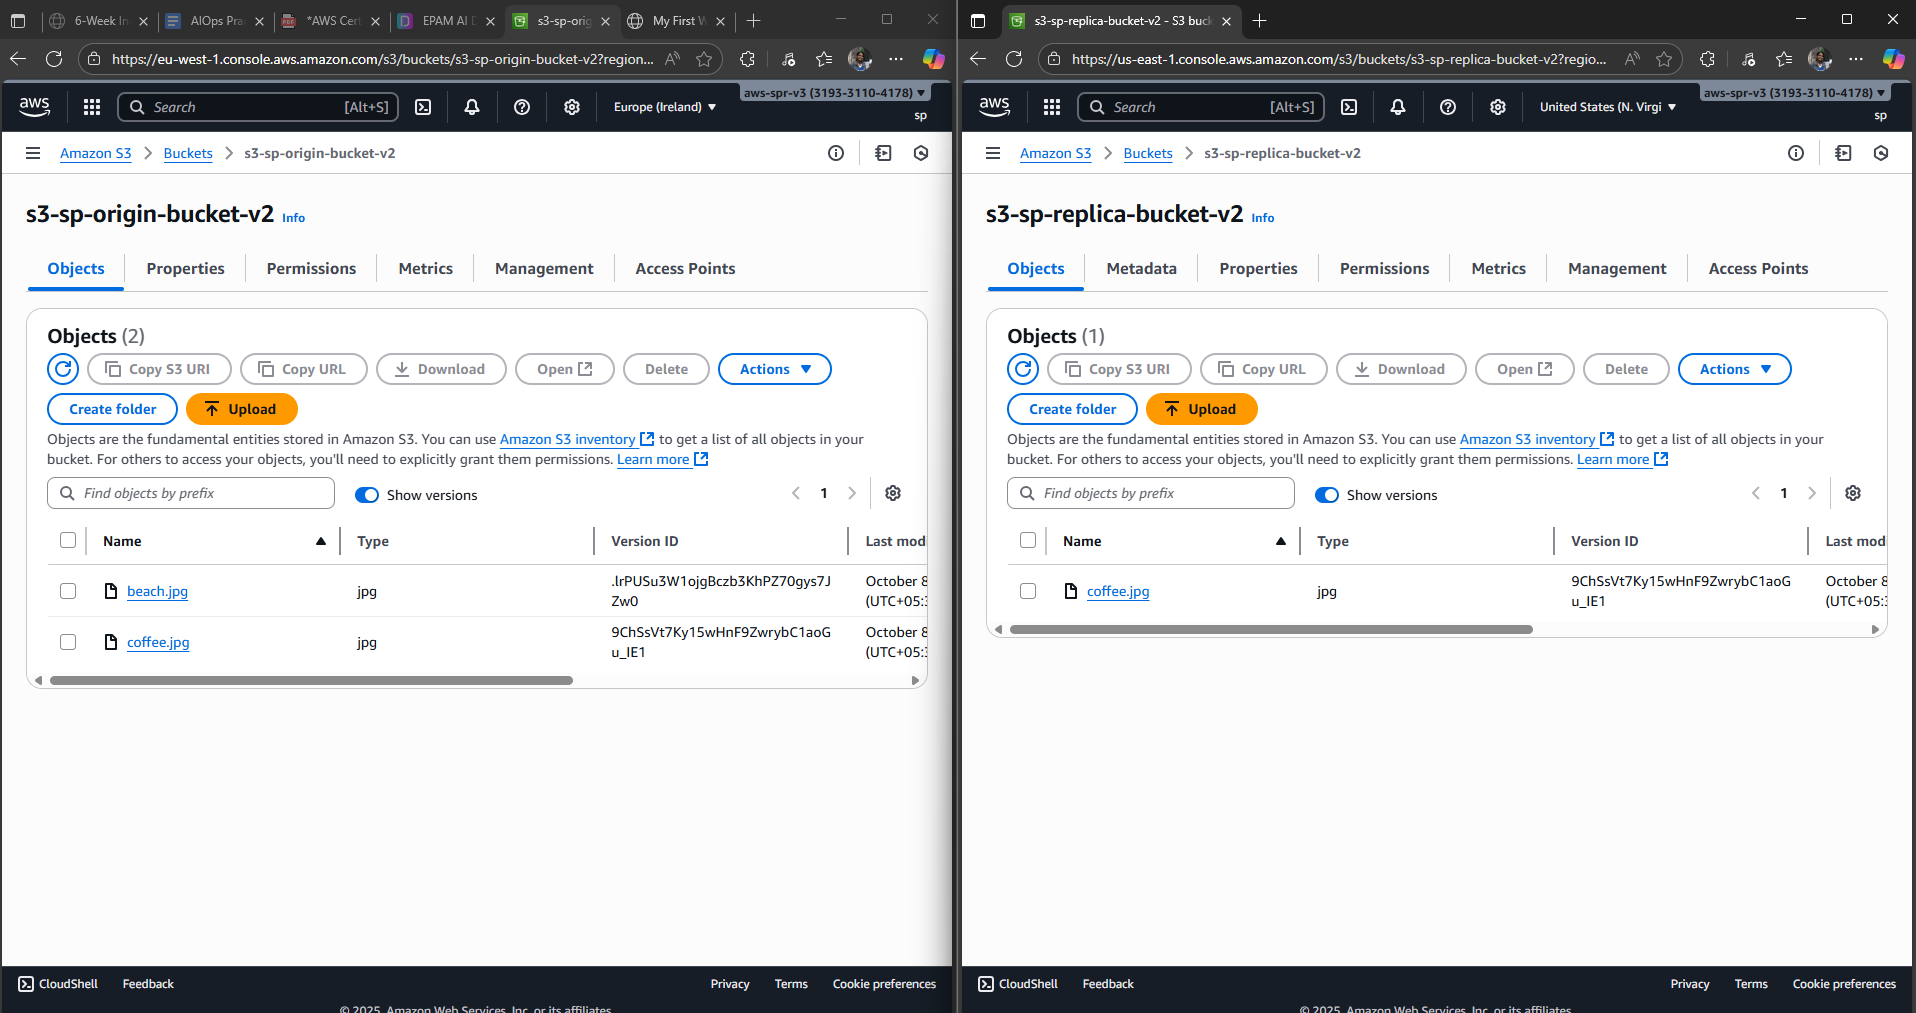 6-Week In
AIOps Prac
*AWS Cert
EPAM AI D
s3-sp-orig
My First W
https://eu-west-1.console.aws.amazon.com/s3/buckets/s3-sp-origin-bucket-v2?region...
aws
Search
[Alt+S]
Europe (Ireland)
aws-spr-v3 (3193-3110-4178)
sp
Amazon S3
Buckets
s3-sp-origin-bucket-v2
s3-sp-origin-bucket-v2 Info
Objects
Properties
Permissions
Metrics
Management
Access Points
Objects (2)
Copy S3 URI
Copy URL
Download
Open
Delete
Actions
Create folder
Upload
Objects are the fundamental entities stored in Amazon S3. You can use Amazon S3 inventory to get a list of all objects in your
bucket. For others to access your objects, you'll need to explicitly grant them permissions. Learn more
Find objects by prefix
Show versions
1
Name
Type
Version ID
Last mod
beach.jpg
jpg
.lrPUSu3W1ojgBczb3KhPZ70gys7J
Zw0
October 8
(UTC+05:3
coffee.jpg
jpg
9ChSsVt7Ky15wHnF9ZwrybC1aoG
u_IE1
October 8
(UTC+05:3
CloudShell
Feedback
Privacy
Terms
Cookie preferences
© 2025, Amazon Web Services, Inc. or its affiliates.
s3-sp-replica-bucket-v2 - S3 buck
https://us-east-1.console.aws.amazon.com/s3/buckets/s3-sp-replica-bucket-v2?regio...
aws
Search
[Alt+S]
United States (N. Virgi
aws-spr-v3 (3193-3110-4178)
sp
Amazon S3
Buckets
s3-sp-replica-bucket-v2
s3-sp-replica-bucket-v2 Info
Objects
Metadata
Properties
Permissions
Metrics
Management
Access Points
Objects (1)
Copy S3 URI
Copy URL
Download
Open
Delete
Actions
Create folder
Upload
Objects are the fundamental entities stored in Amazon S3. You can use Amazon S3 inventory to get a list of all objects in your
bucket. For others to access your objects, you'll need to explicitly grant them permissions. Learn more
Find objects by prefix
Show versions
1
Name
Type
Version ID
Last mod
coffee.jpg
jpg
9ChSsVt7Ky15wHnF9ZwrybC1aoG
u_IE1
October 8
(UTC+05:3
CloudShell
Feedback
Privacy
Terms
Cookie preferences
© 2025, Amazon Web Services, Inc. or its affiliates.